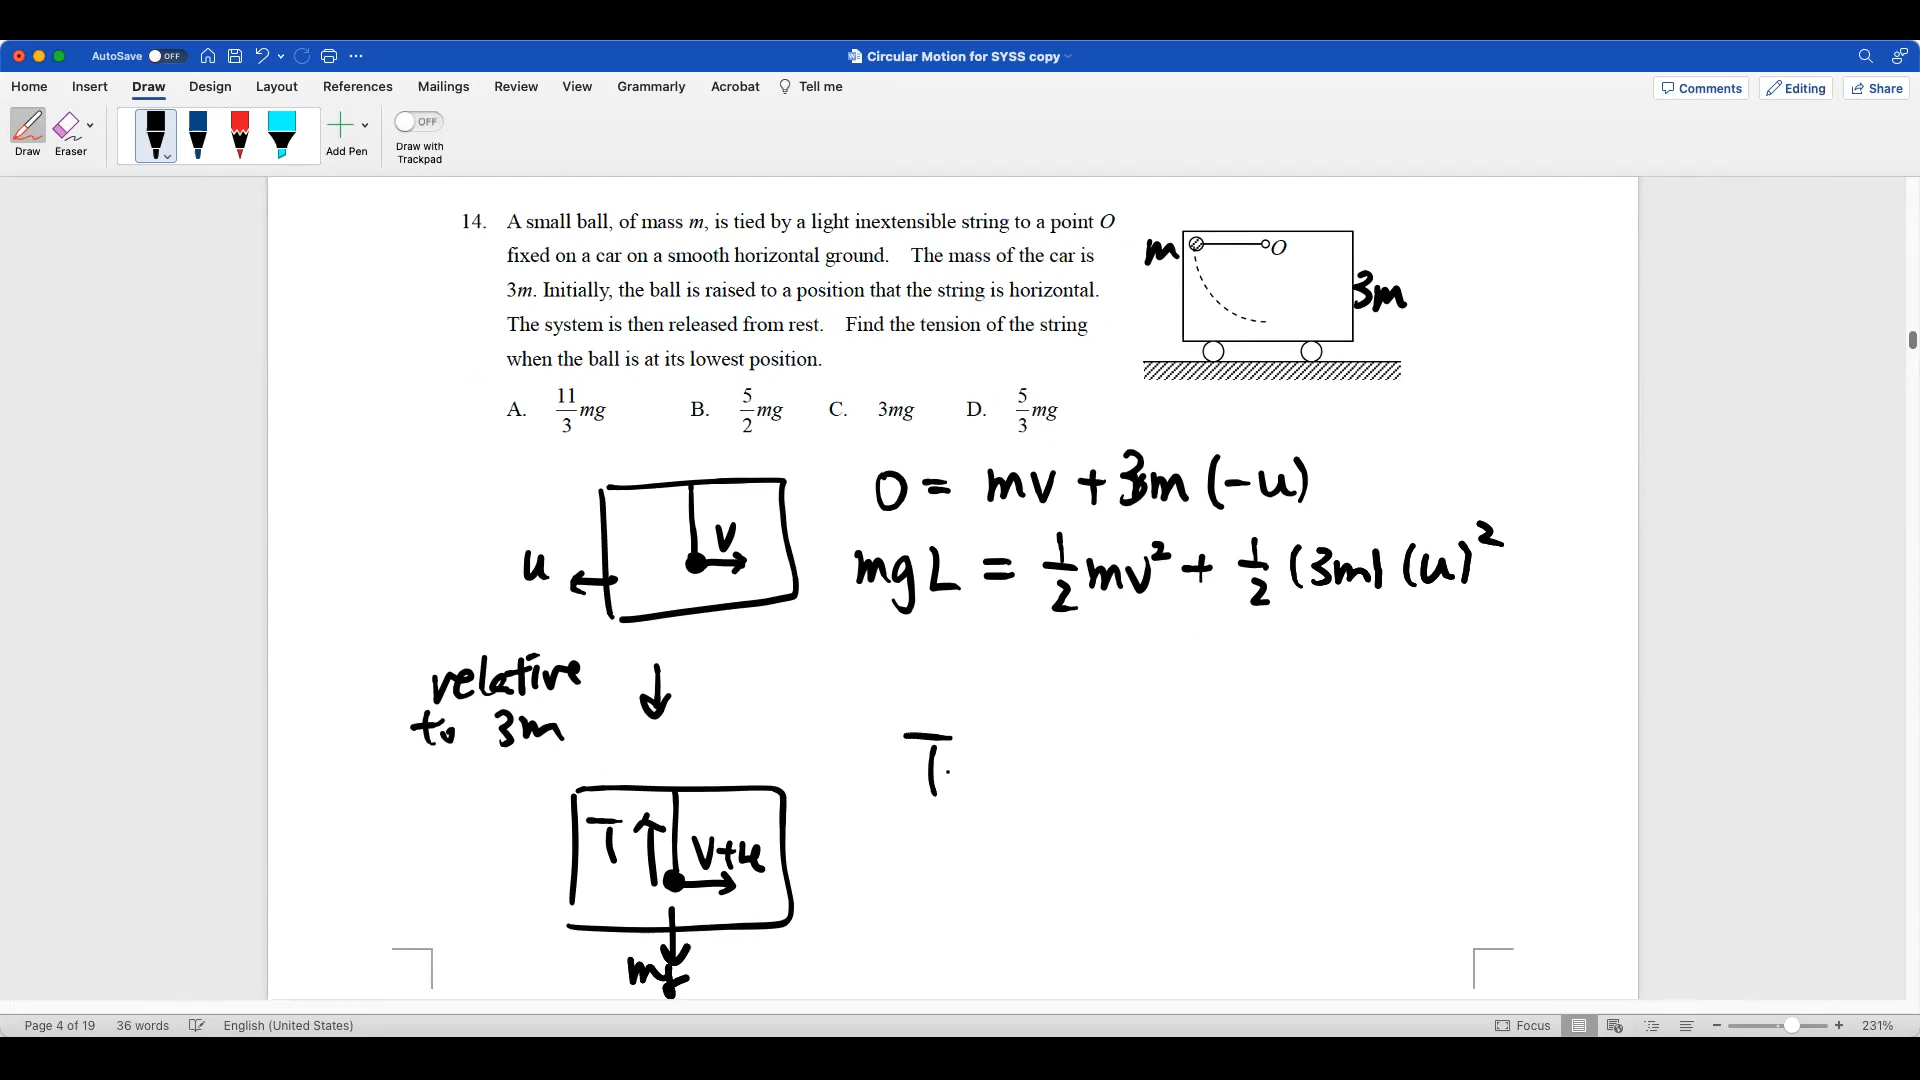 AutoSave OFF
Circular Motion for SYSS copy
Home Insert Draw Design Layout References Mailings Review View Grammarly Acrobat Tell me
Comments Editing Share
Draw Eraser Add Pen OFF Draw with Trackpad
14. A small ball, of mass m, is tied by a light inextensible string to a point O
fixed on a car on a smooth horizontal ground. The mass of the car is
3m. Initially, the ball is raised to a position that the string is horizontal.
The system is then released from rest. Find the tension of the string
when the ball is at its lowest position.
A. 11/3 mg B. 5/2 mg C. 3mg D. 5/3 mg
m O
3m
0 = mv + 3m (-u)
mgL = 1/2 mv² + 1/2 (3m) (u)²
u v
relative
to 3m
T
T v+u
mg
Page 4 of 19 36 words English (United States) Focus 231%